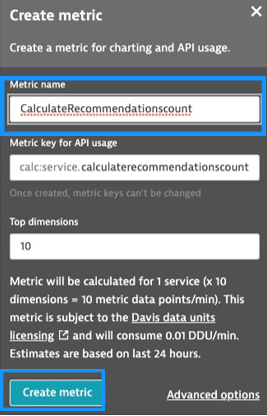 Create metric
Create a metric for charting and API usage.
Metric name
CalculateRecommendationscount
Metric key for API usage
calc:service.calculaterecommendationscount
Once created, metric keys can't be changed
Top dimensions
10
Metric will be calculated for 1 service (x 10
dimensions = 10 metric data points/min). This
metric is subject to the Davis data units
licensing and will consume 0.01 DDU/min.
Estimates are based on last 24 hours.
Create metric
Advanced options